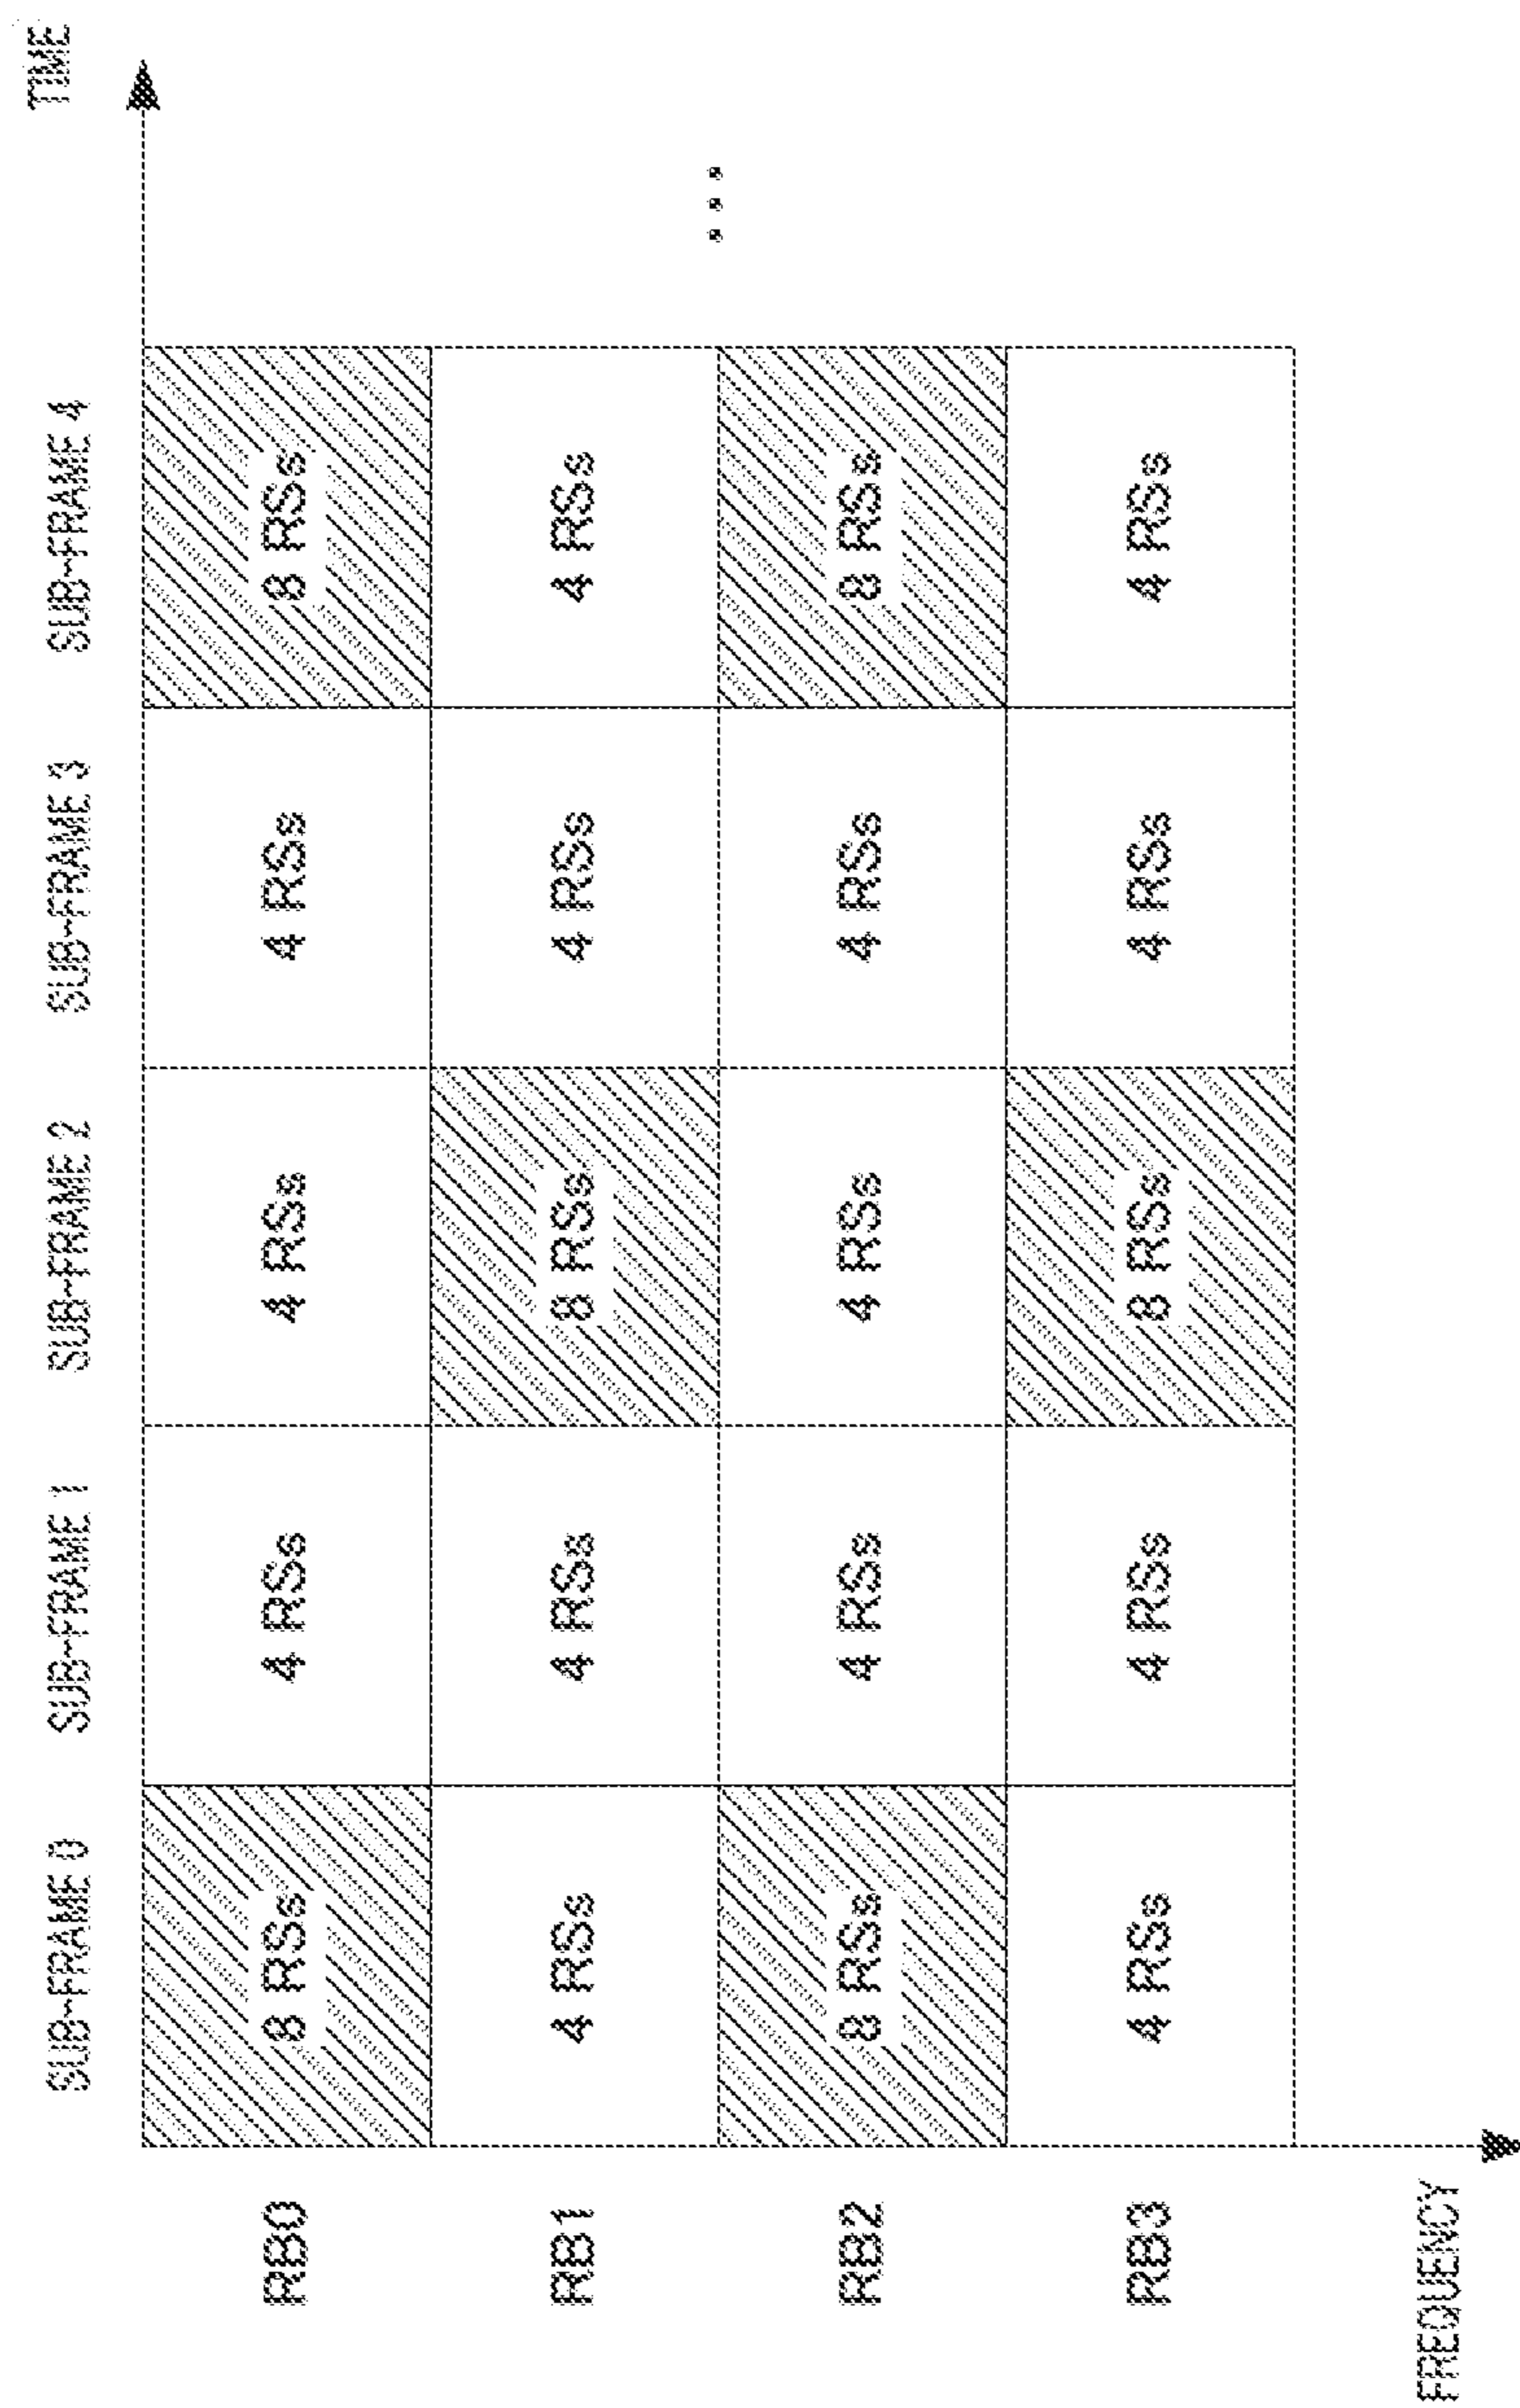 TIME
SUB-FRAME 0 SUB-FRAME 1 SUB-FRAME 2 SUB-FRAME 3 SUB-FRAME 4
RB0 8 RSs 4 RSs 4 RSs 4 RSs 8 RSs
RB1 4 RSs 4 RSs 8 RSs 4 RSs 4 RSs
RB2 8 RSs 4 RSs 4 RSs 4 RSs 8 RSs
RB3 4 RSs 4 RSs 8 RSs 4 RSs 4 RSs
...
FREQUENCY